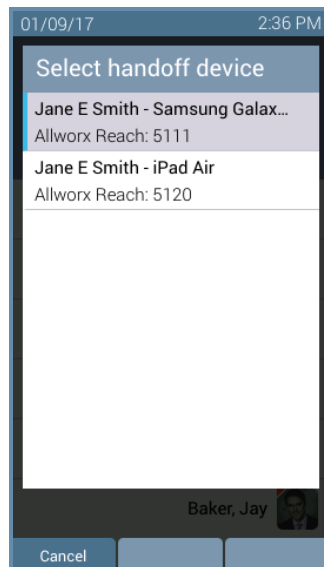 01/09/17 2:36 PM
Select handoff device
Jane E Smith - Samsung Galax...
Allworx Reach: 5111
Jane E Smith - iPad Air
Allworx Reach: 5120
Baker, Jay
Cancel